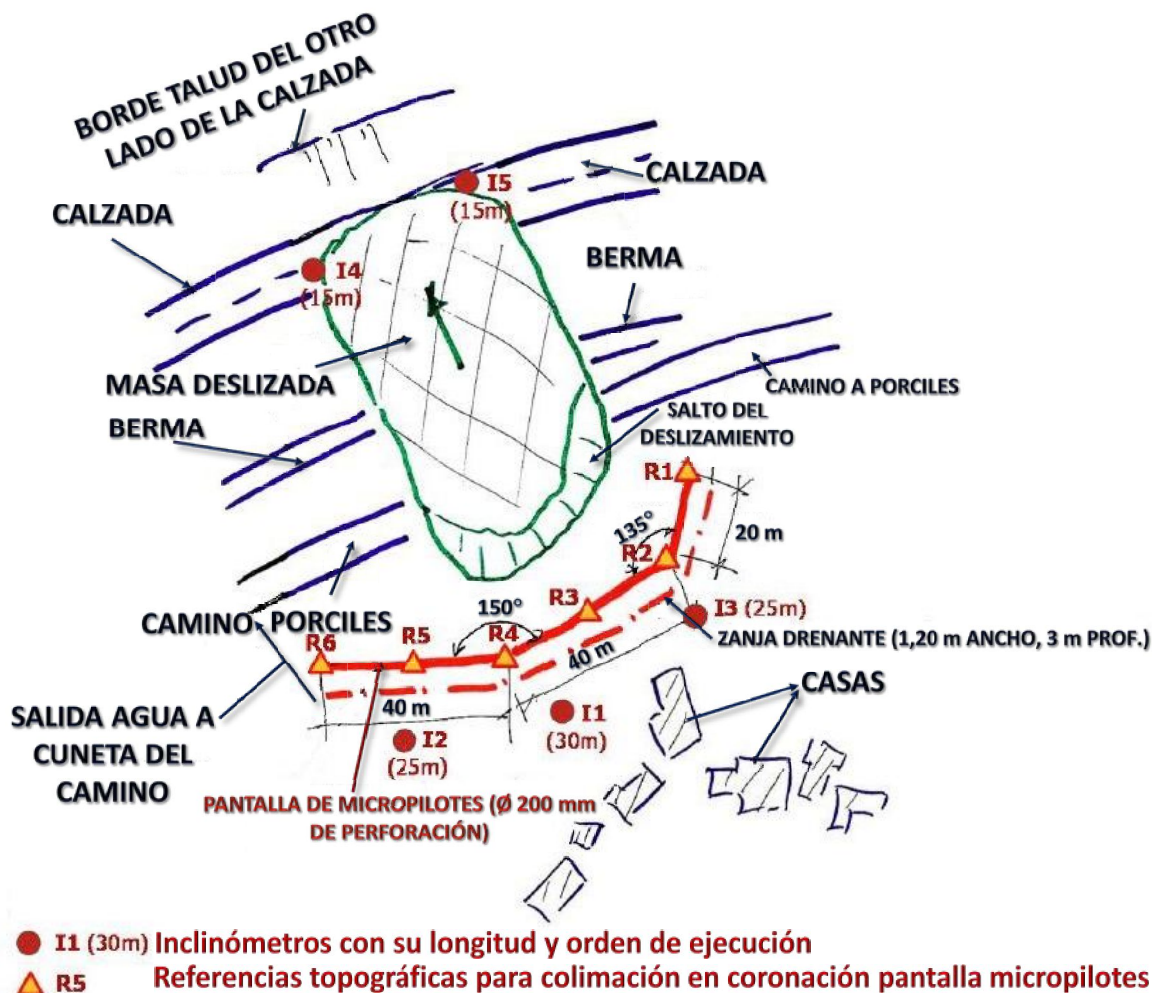 BORDE TALUD DEL OTRO
LADO DE LA CALZADA
I5
(15m)
CALZADA
CALZADA
BERMA
I4
(15m)
MASA DESLIZADA
CAMINO A PORCILES
BERMA
SALTO DEL
DESLIZAMIENTO
R1
135°
20 m
R2
R3
I3 (25m)
150°
CAMINO PORCILES
R6
R5
R4
ZANJA DRENANTE (1,20 m ANCHO, 3 m PROF.)
40 m
CASAS
SALIDA AGUA A
CUNETA DEL
CAMINO
40 m
I1
(30m)
I2
(25m)
PANTALLA DE MICROPILOTES (Ø 200 mm
DE PERFORACIÓN)
I1 (30m) Inclinómetros con su longitud y orden de ejecución
R5 Referencias topográficas para colimación en coronación pantalla micropilotes